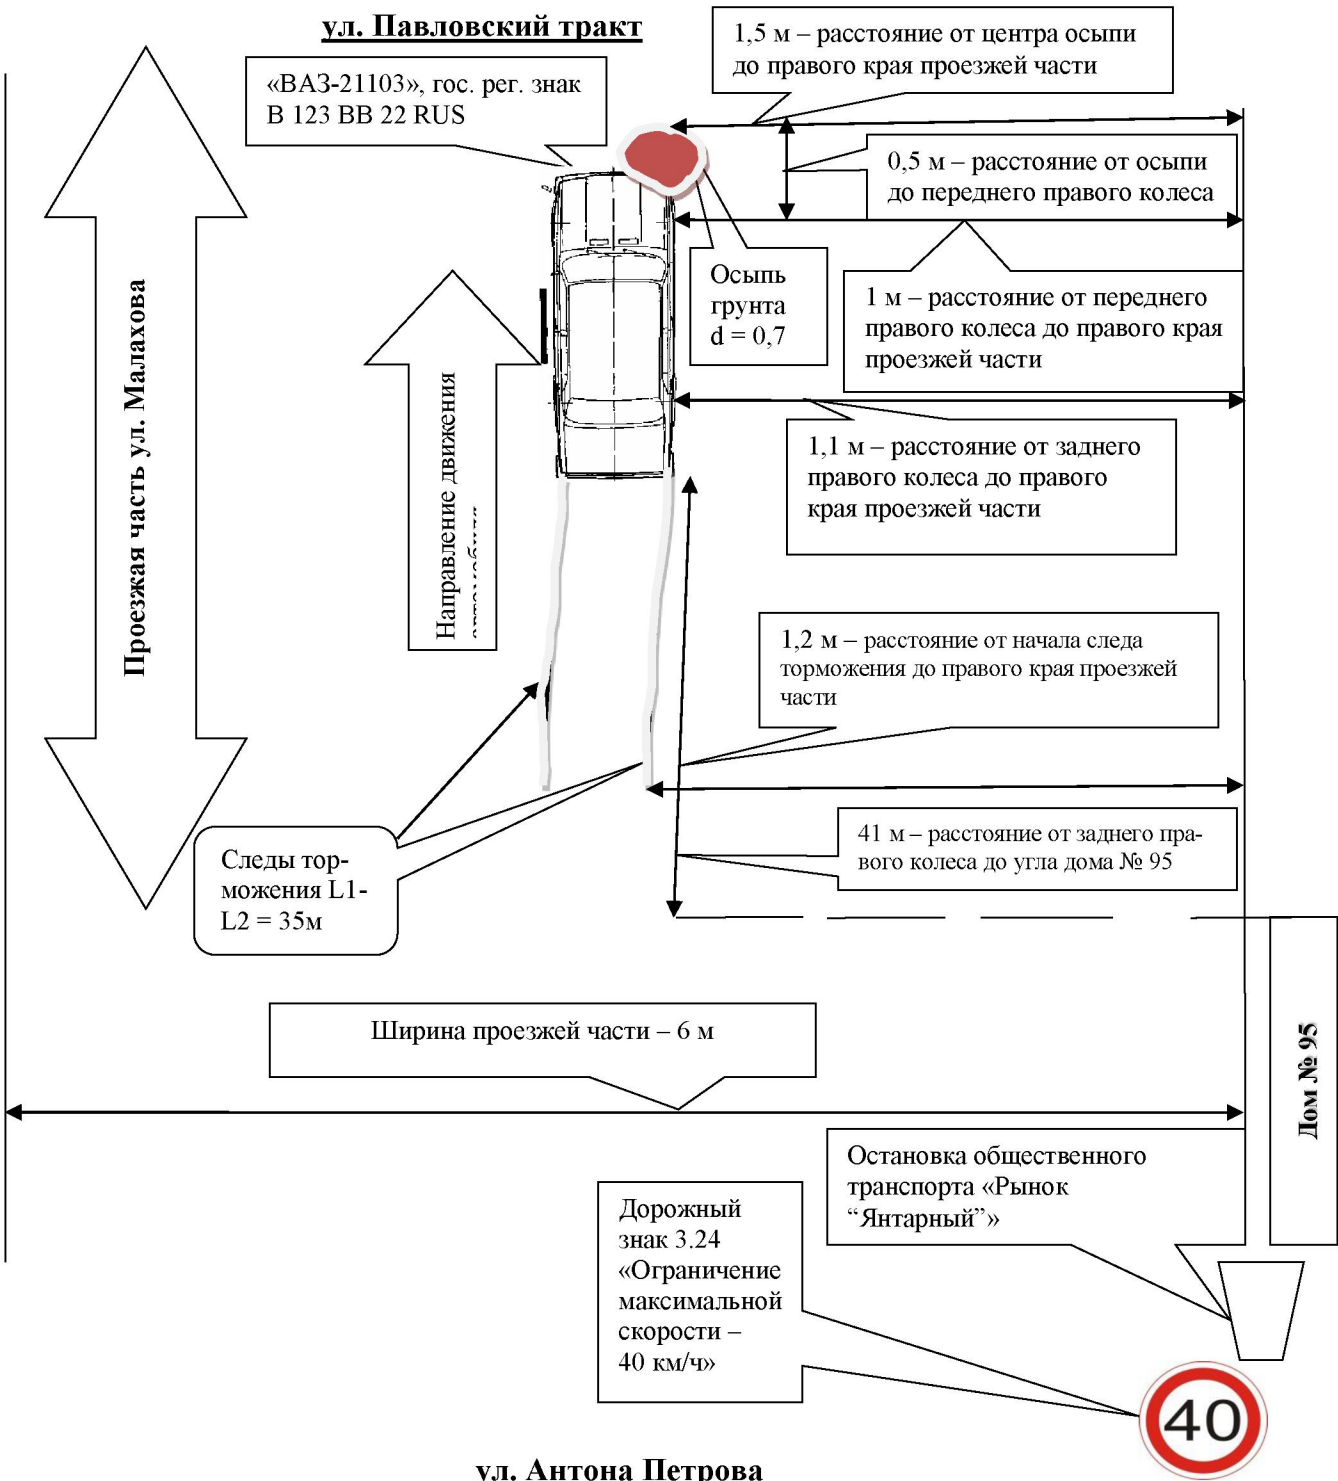 ул. Павловский тракт
1,5 м – расстояние от центра осыпи
до правого края проезжей части
«ВАЗ-21103», гос. рег. знак
В 123 ВВ 22 RUS
0,5 м – расстояние от осыпи
до переднего правого колеса
Осыпь
грунта
d = 0,7
1 м – расстояние от переднего
правого колеса до правого края
проезжей части
Проезжая часть ул. Малахова
Направление движения
1,1 м – расстояние от заднего
правого колеса до правого
края проезжей части
1,2 м – расстояние от начала следа
торможения до правого края проезжей
части
41 м – расстояние от заднего пра-
вого колеса до угла дома № 95
Следы тор-
можения L1-
L2 = 35м
Ширина проезжей части – 6 м
Дом № 95
Остановка общественного
транспорта «Рынок
“Янтарный”»
Дорожный
знак 3.24
«Ограничение
максимальной
скорости –
40 км/ч»
40
ул. Антона Петрова